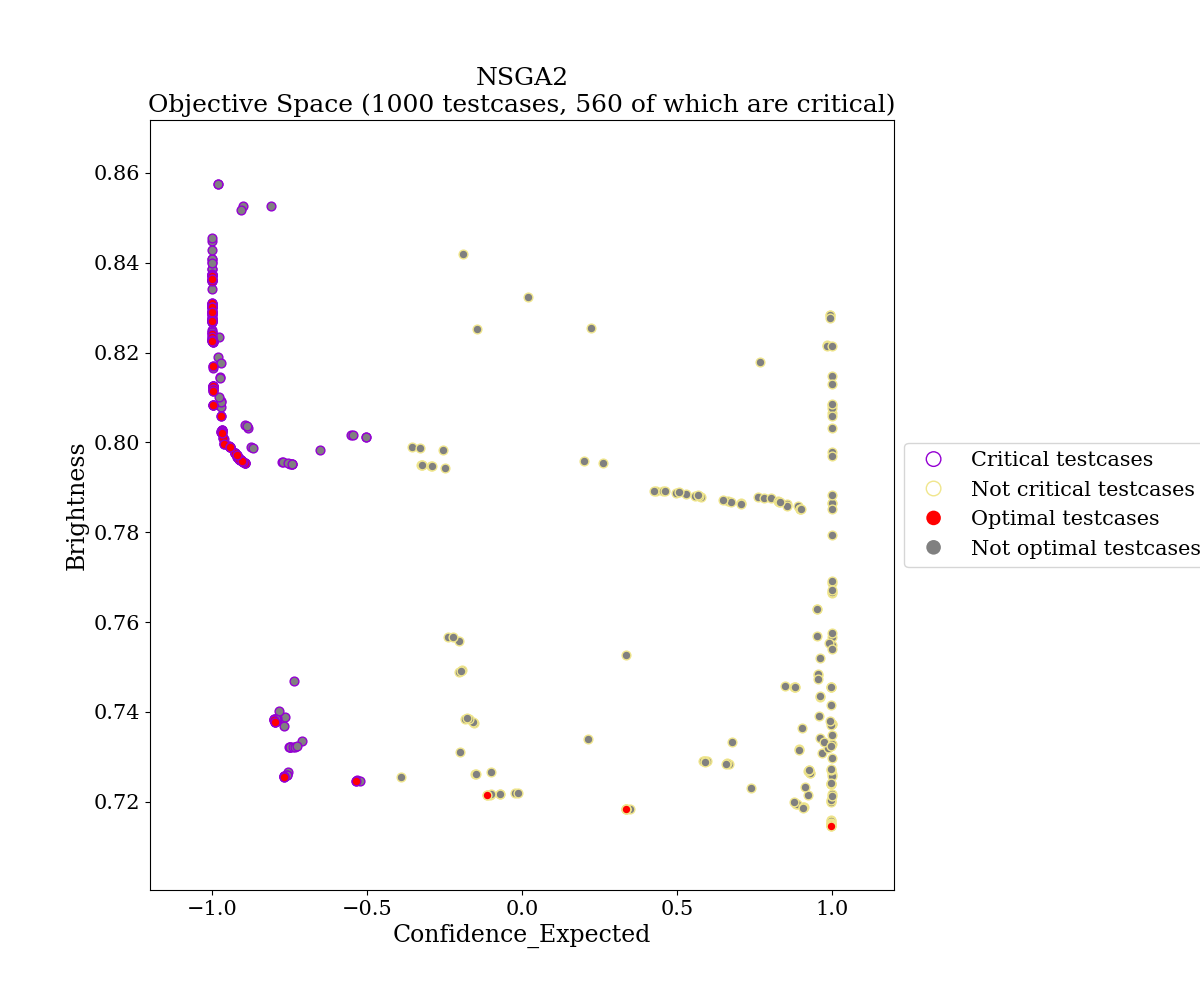 NSGA2
Objective Space (1000 testcases, 560 of which are critical)
0.86
0.84
0.82
0.80
0.78
0.76
0.74
0.72
Brightness
−1.0
−0.5
0.0
0.5
1.0
Confidence_Expected
Critical testcases
Not critical testcases
Optimal testcases
Not optimal testcases